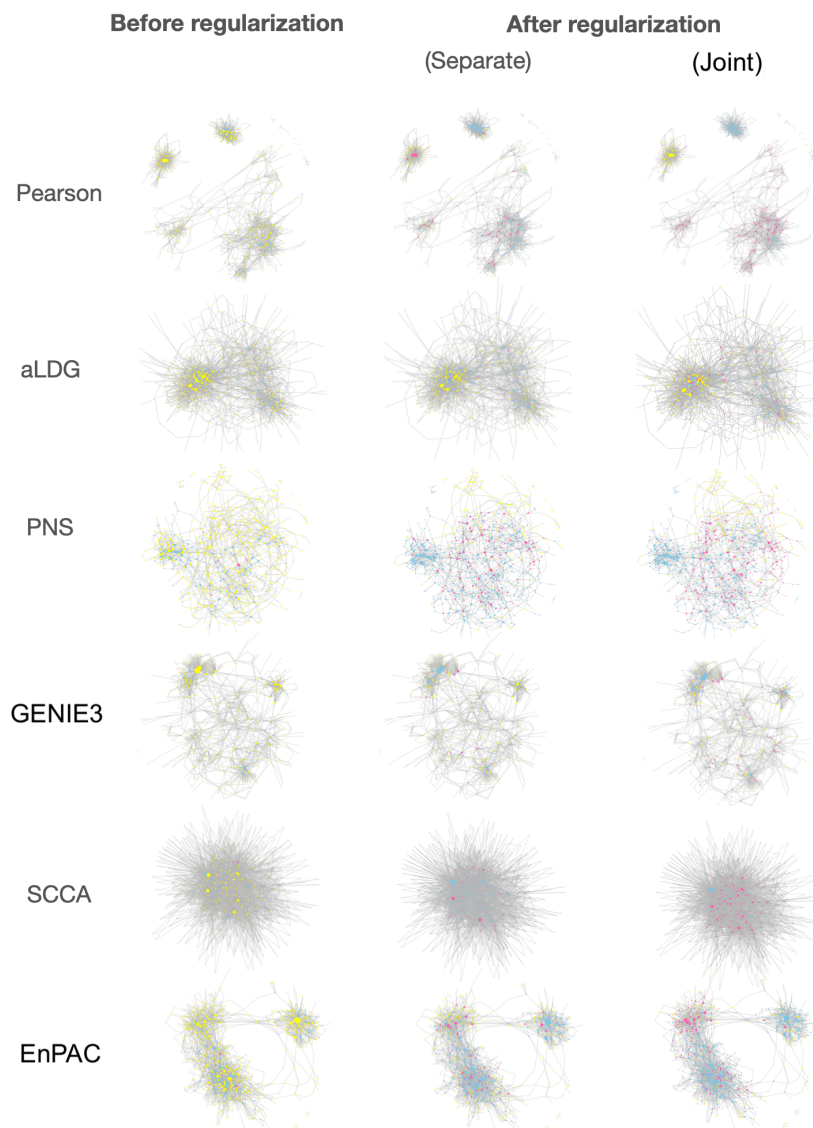 Before regularization
After regularization
(Separate)
(Joint)
Pearson
aLDG
PNS
GENIE3
SCCA
EnPAC